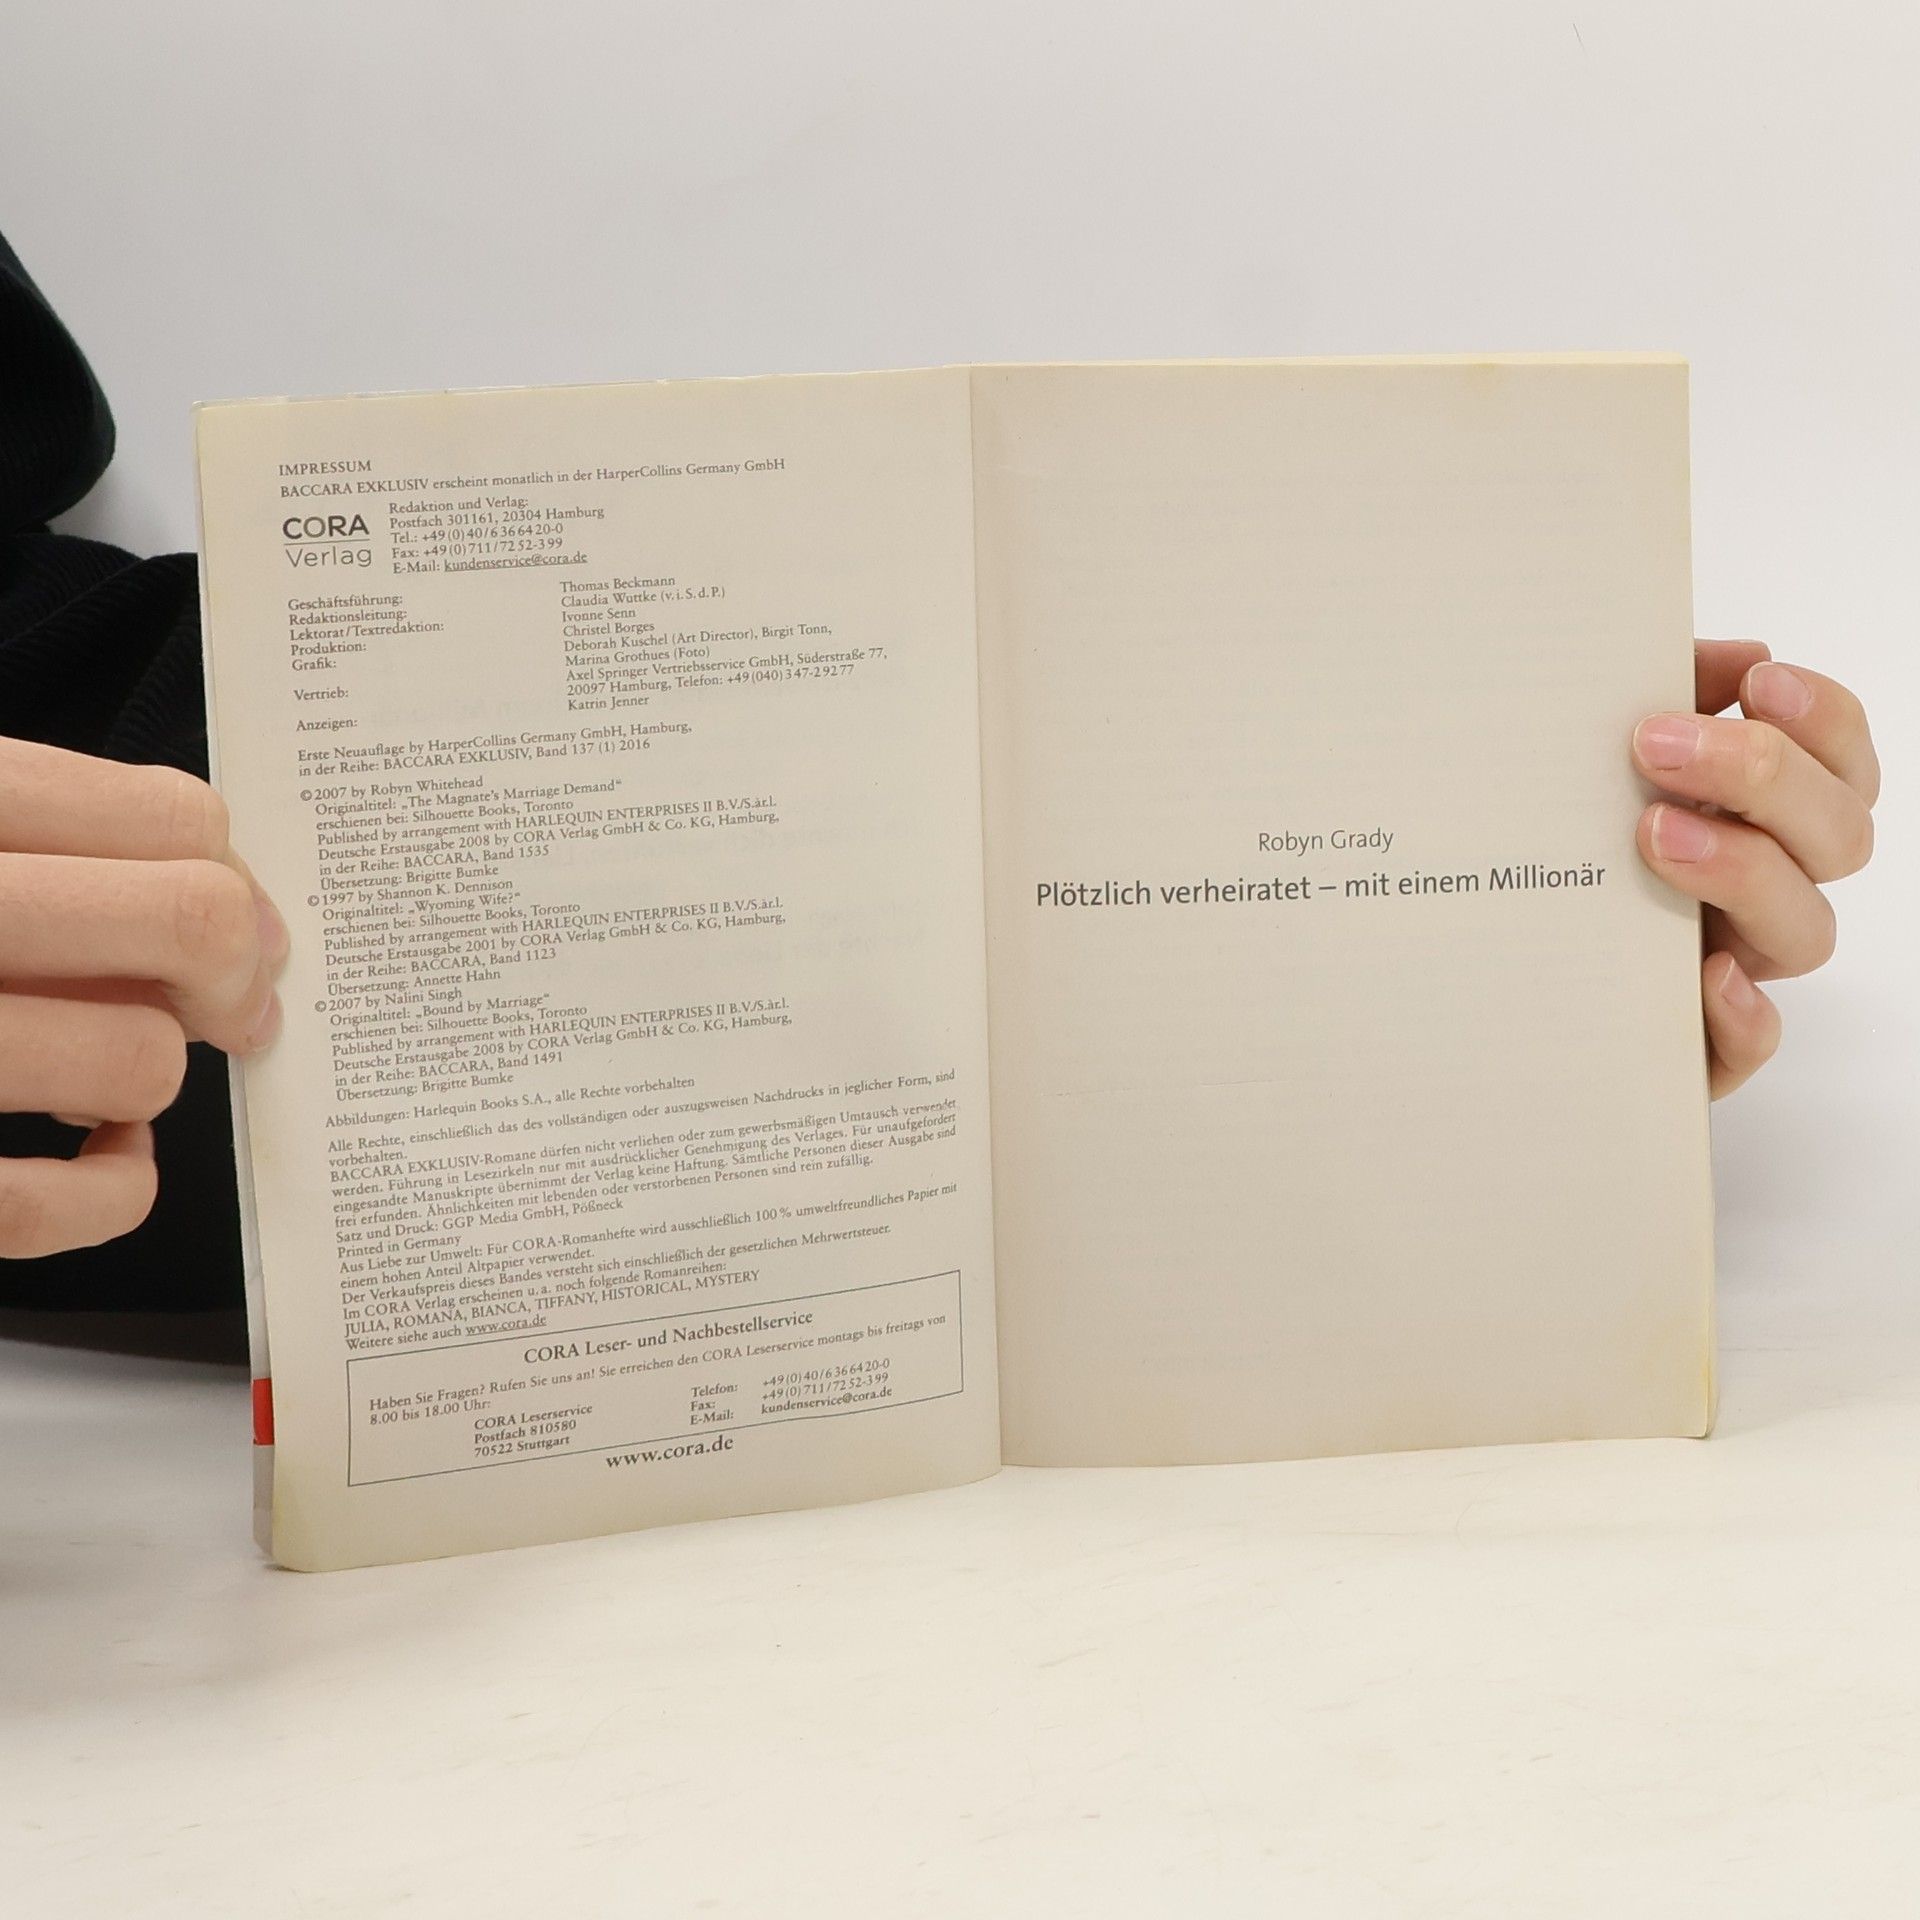 IMPRESSUM
BACCARA EXKLUSIV erscheint monatlich in der HarperCollins Germany GmbH
CORA
Verlag
Redaktion und Verlag:
Postfach 301161, 20304 Hamburg
Tel.: +49(0)40/6366420-0
Fax: +49(0)711/7252-399
E-Mail: kundenservice@cora.de
Geschäftsführung:
Redaktionsleitung:
Lektorat/Textredaktion:
Produktion:
Grafik:
Vertrieb:
Anzeigen:
Thomas Beckmann
Claudia Wuttke (v.i.S.d.P.)
Ivonne Senn
Christel Borges
Deborah Kuschel (Art Director), Birgit Tonn,
Marina Grothues (Foto)
Axel Springer Vertriebsservice GmbH, Süderstraße 77,
20097 Hamburg, Telefon: +49(040)347-29277
Katrin Jenner
Erste Neuauflage by HarperCollins Germany GmbH, Hamburg,
in der Reihe: BACCARA EXKLUSIV, Band 137 (1) 2016
©2007 by Robyn Whitehead
Originaltitel: „The Magnate's Marriage Demand“
erschienen bei: Silhouette Books, Toronto
Published by arrangement with HARLEQUIN ENTERPRISES II B.V./S.àr.l.
Deutsche Erstausgabe 2008 by CORA Verlag GmbH & Co. KG, Hamburg,
in der Reihe: BACCARA, Band 1535
Übersetzung: Brigitte Bumke
©1997 by Shannon K. Dennison
Originaltitel: „Wyoming Wife?“
erschienen bei: Silhouette Books, Toronto
Published by arrangement with HARLEQUIN ENTERPRISES II B.V./S.àr.l.
Deutsche Erstausgabe 2001 by CORA Verlag GmbH & Co. KG, Hamburg,
in der Reihe: BACCARA, Band 1123
Übersetzung: Annette Hahn
©2007 by Nalini Singh
Originaltitel: „Bound by Marriage“
erschienen bei: Silhouette Books, Toronto
Published by arrangement with HARLEQUIN ENTERPRISES II B.V./S.àr.l.
Deutsche Erstausgabe 2008 by CORA Verlag GmbH & Co. KG, Hamburg,
in der Reihe: BACCARA, Band 1491
Übersetzung: Brigitte Bumke
Abbildungen: Harlequin Books S.A., alle Rechte vorbehalten
Alle Rechte, einschließlich das des vollständigen oder auszugsweisen Nachdrucks in jeglicher Form, sind
vorbehalten.
BACCARA EXKLUSIV-Romane dürfen nicht verliehen oder zum gewerbsmäßigen Umtausch verwendet
werden. Führung in Lesezirkeln nur mit ausdrücklicher Genehmigung des Verlages. Für unaufgefordert
eingesandte Manuskripte übernimmt der Verlag keine Haftung. Sämtliche Personen dieser Ausgabe sind
frei erfunden. Ähnlichkeiten mit lebenden oder verstorbenen Personen sind rein zufällig.
Satz und Druck: GGP Media GmbH, Pößneck
Printed in Germany
Aus Liebe zur Umwelt: Für CORA-Romanhefte wird ausschließlich 100% umweltfreundliches Papier mit
einem hohen Anteil Altpapier verwendet.
Der Verkaufspreis dieses Bandes versteht sich einschließlich der gesetzlichen Mehrwertsteuer.
Im CORA Verlag erscheinen u.a. noch folgende Romanreihen:
JULIA, ROMANA, BIANCA, TIFFANY, HISTORICAL, MYSTERY
Weitere siehe auch www.cora.de
CORA Leser- und Nachbestellservice
Haben Sie Fragen? Rufen Sie uns an! Sie erreichen den CORA Leserservice montags bis freitags von
8.00 bis 18.00 Uhr:
CORA Leserservice
Postfach 810580
70522 Stuttgart
Telefon: +49(0)40/6366420-0
Fax: +49(0)711/7252-399
E-Mail: kundenservice@cora.de
www.cora.de
Robyn Grady
Plötzlich verheiratet – mit einem Millionär